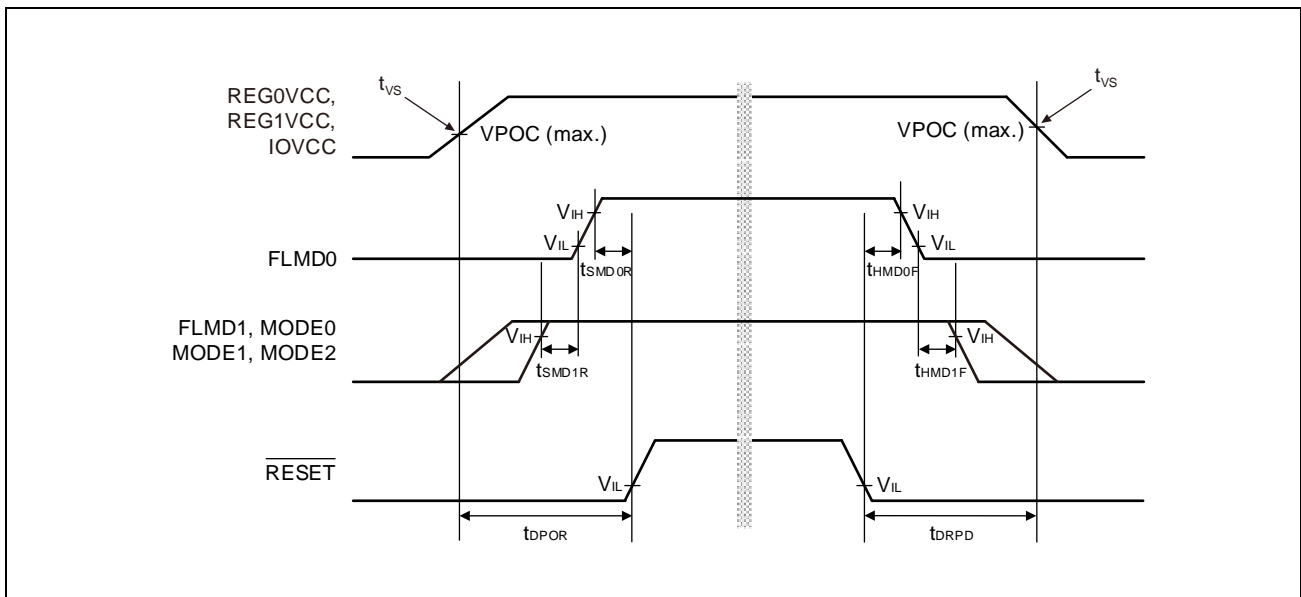 REG0VCC,
REG1VCC,
IOVCC
tVS
VPOC (max.)
VPOC (max.)
tVS
FLMD0
VIH
VIL
tSMD0R
tHMD0F
VIH
VIL
FLMD1, MODE0
MODE1, MODE2
VIH
tSMD1R
tHMD1F
VIH
RESET
VIL
tDPOR
VIL
tDRPD